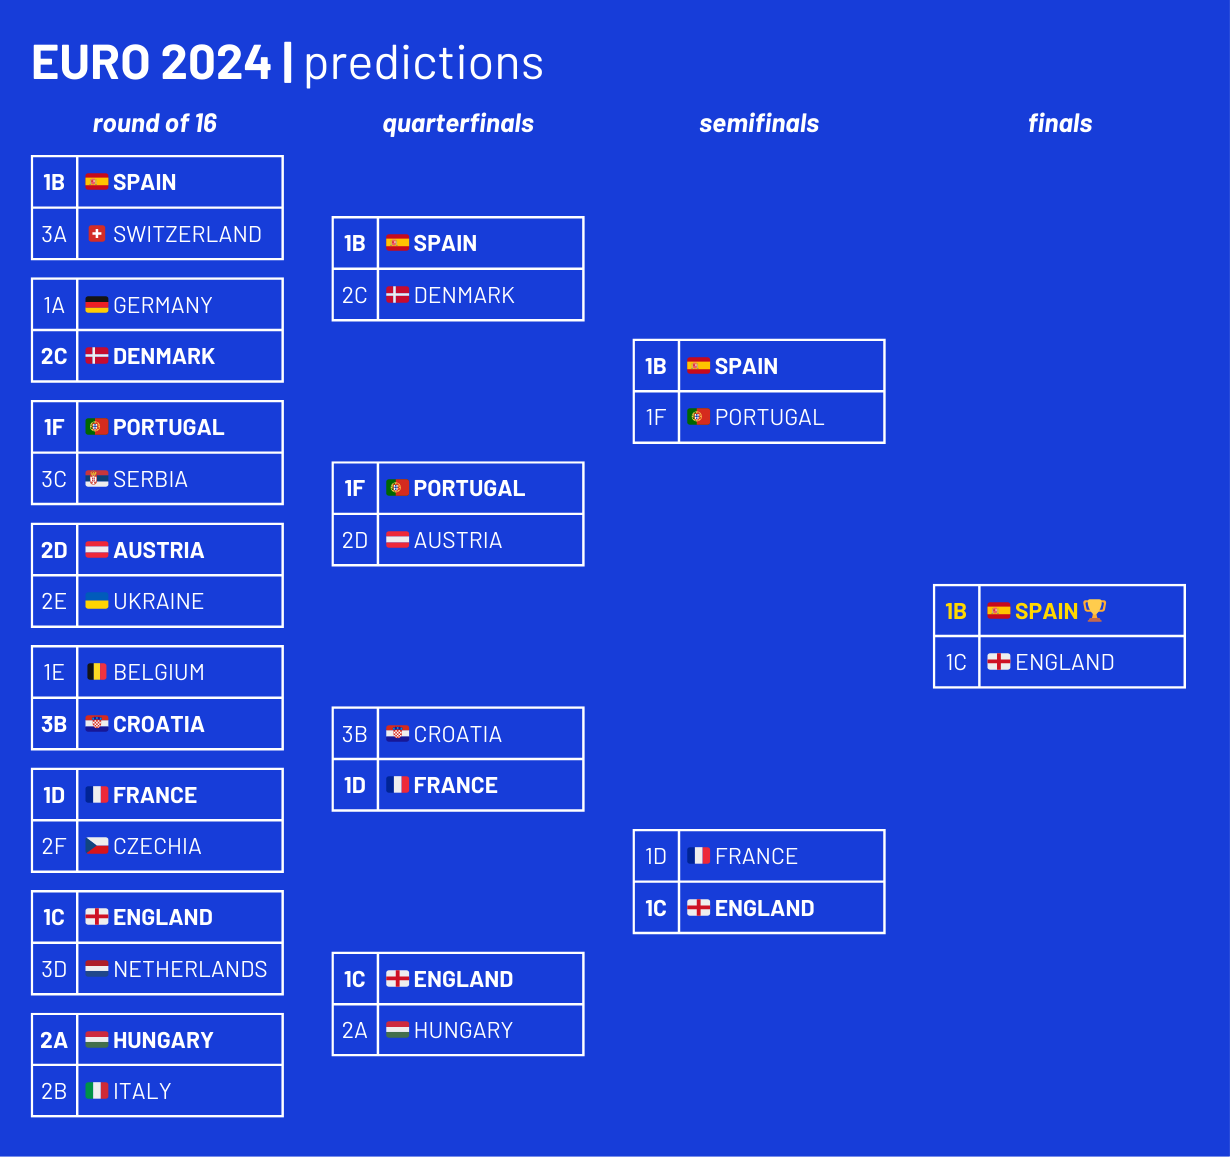 EURO 2024 | predictions
round of 16
quarterfinals
semifinals
finals
1B SPAIN
3A SWITZERLAND
1A GERMANY
2C DENMARK
1F PORTUGAL
3C SERBIA
2D AUSTRIA
2E UKRAINE
1E BELGIUM
3B CROATIA
1D FRANCE
2F CZECHIA
1C ENGLAND
3D NETHERLANDS
2A HUNGARY
2B ITALY
1B SPAIN
2C DENMARK
1F PORTUGAL
2D AUSTRIA
3B CROATIA
1D FRANCE
1C ENGLAND
2A HUNGARY
1B SPAIN
1F PORTUGAL
1D FRANCE
1C ENGLAND
1B SPAIN
1C ENGLAND